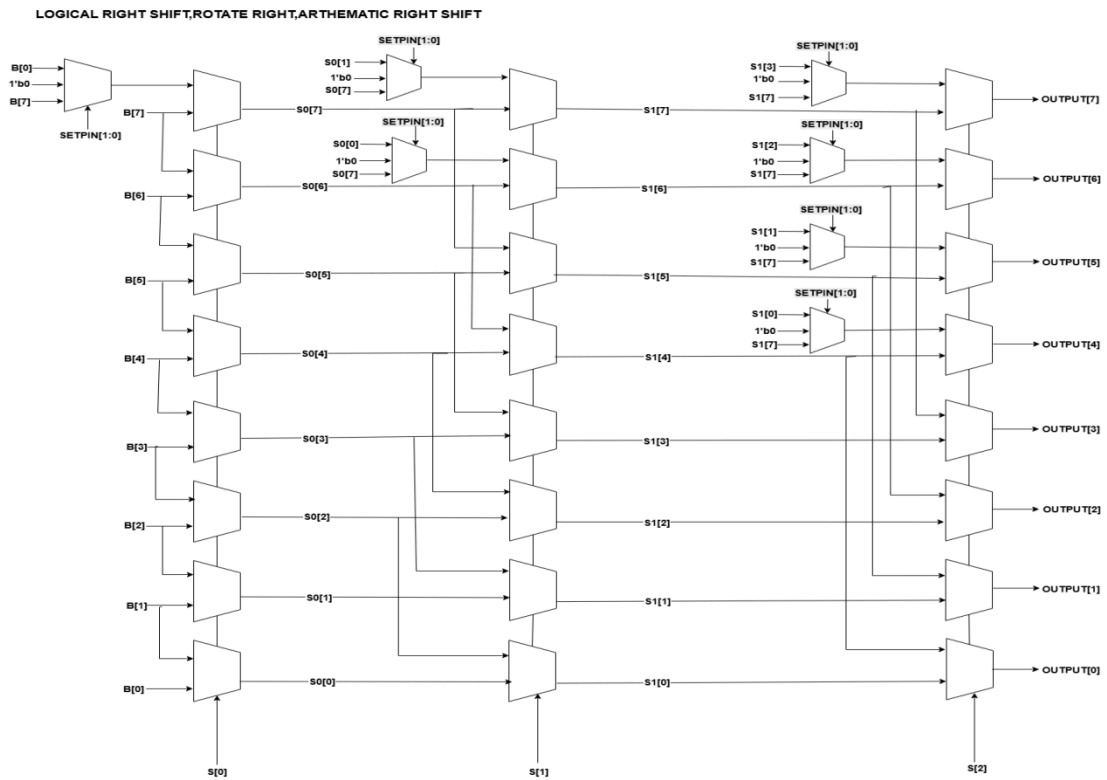 LOGICAL RIGHT SHIFT,ROTATE RIGHT,ARTHEMATIC RIGHT SHIFT
SETPIN[1:0]
SETPIN[1:0]
B[0]
1'b0
B[7]
SETPIN[1:0]
S0[1]
1'b0
S0[7]
S1[3]
1'b0
S1[7]
B[7]
S0[7]
S1[7]
OUTPUT[7]
SETPIN[1:0]
S0[0]
1'b0
S0[7]
SETPIN[1:0]
S1[2]
1'b0
S1[7]
B[6]
S0[6]
S1[6]
OUTPUT[6]
SETPIN[1:0]
S1[1]
1'b0
S1[7]
B[5]
S0[5]
S1[5]
OUTPUT[5]
SETPIN[1:0]
S1[0]
1'b0
S1[7]
B[4]
S0[4]
S1[4]
OUTPUT[4]
B[3]
S0[3]
S1[3]
OUTPUT[3]
B[2]
S0[2]
S1[2]
OUTPUT[2]
B[1]
S0[1]
S1[1]
OUTPUT[1]
B[0]
S0[0]
S1[0]
OUTPUT[0]
S[0]
S[1]
S[2]